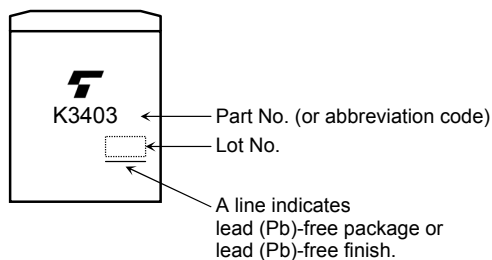 K3403
Part No. (or abbreviation code)
Lot No.
A line indicates
lead (Pb)-free package or
lead (Pb)-free finish.